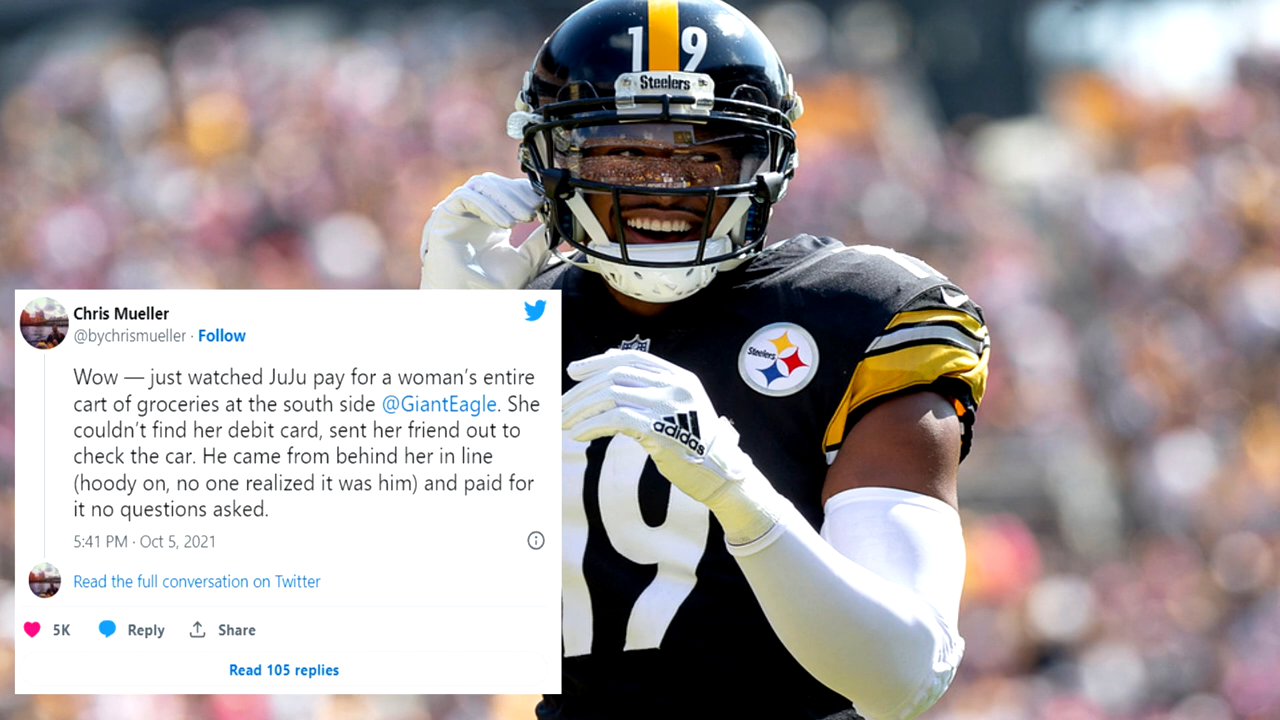 19
Steelers
Steelers
adidas
19
Chris Mueller
@bychrismueller · Follow
Wow — just watched JuJu pay for a woman's entire
cart of groceries at the south side @GiantEagle. She
couldn't find her debit card, sent her friend out to
check the car. He came from behind her in line
(hoody on, no one realized it was him) and paid for
it no questions asked.
5:41 PM · Oct 5, 2021
Read the full conversation on Twitter
5K Reply Share
Read 105 replies